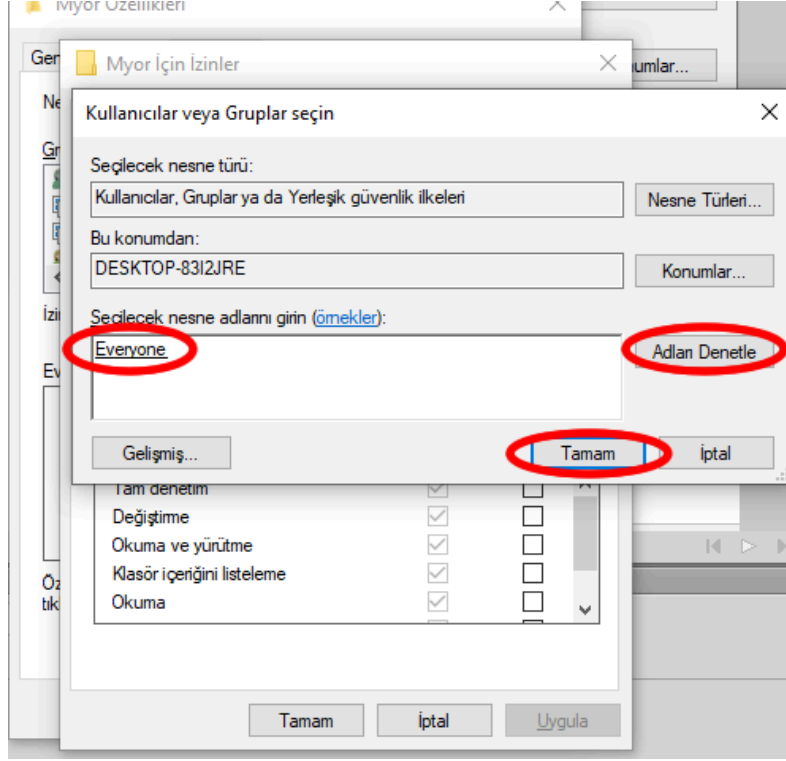 Myor Özellikleri
Myor İçin İzinler
Kullanıcılar veya Gruplar seçin
Seçilecek nesne türü:
Kullanıcılar, Gruplar ya da Yerleşik güvenlik ilkeleri
Nesne Türleri...
Bu konumdan:
DESKTOP-83I2JRE
Konumlar...
Seçilecek nesne adlarını girin (örnekler):
Everyone
Adları Denetle
Gelişmiş...
Tamam
İptal
Tam denetim
Değiştirme
Okuma ve yürütme
Klasör içeriğini listeleme
Okuma
Tamam
İptal
Uygula